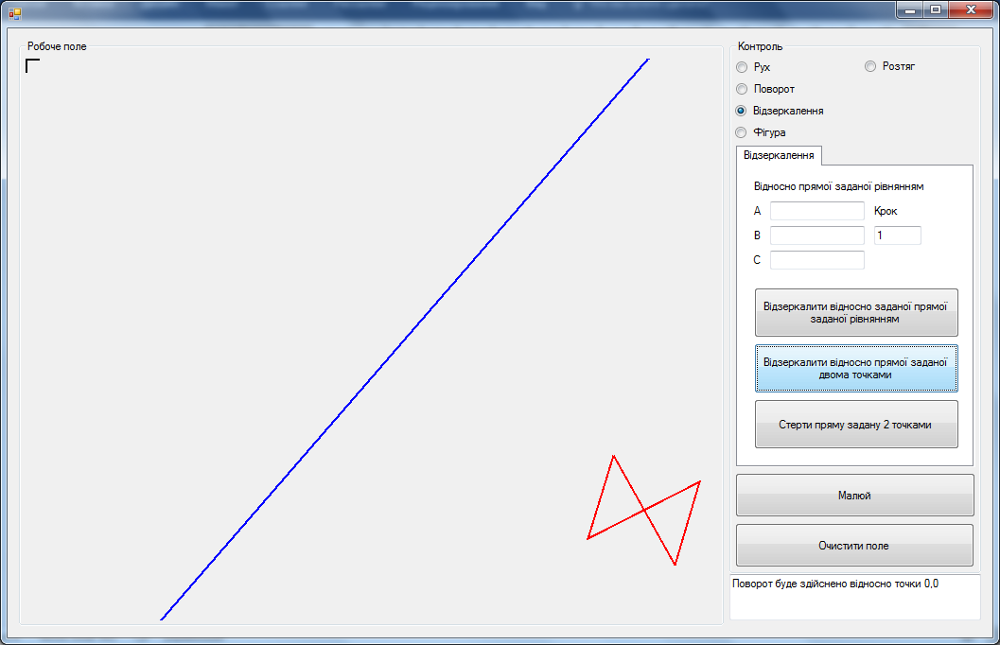 Робоче поле
Контроль
Рух
Розтяг
Поворот
Відзеркалення
Фігура
Відзеркалення
Відносно прямої заданої рівнянням
A
Крок
B
1
C
Відзеркалити відносно заданої прямої
заданої рівнянням
Відзеркалити відносно прямої заданої
двома точками
Стерти пряму задану 2 точками
Малюй
Очистити поле
Поворот буде здійснено відносно точки 0,0